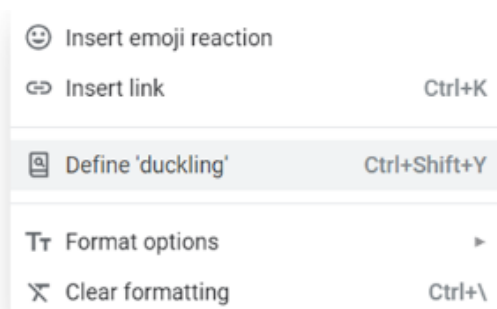 Insert emoji reaction
Insert link Ctrl+K
Define 'duckling' Ctrl+Shift+Y
Format options
Clear formatting Ctrl+\